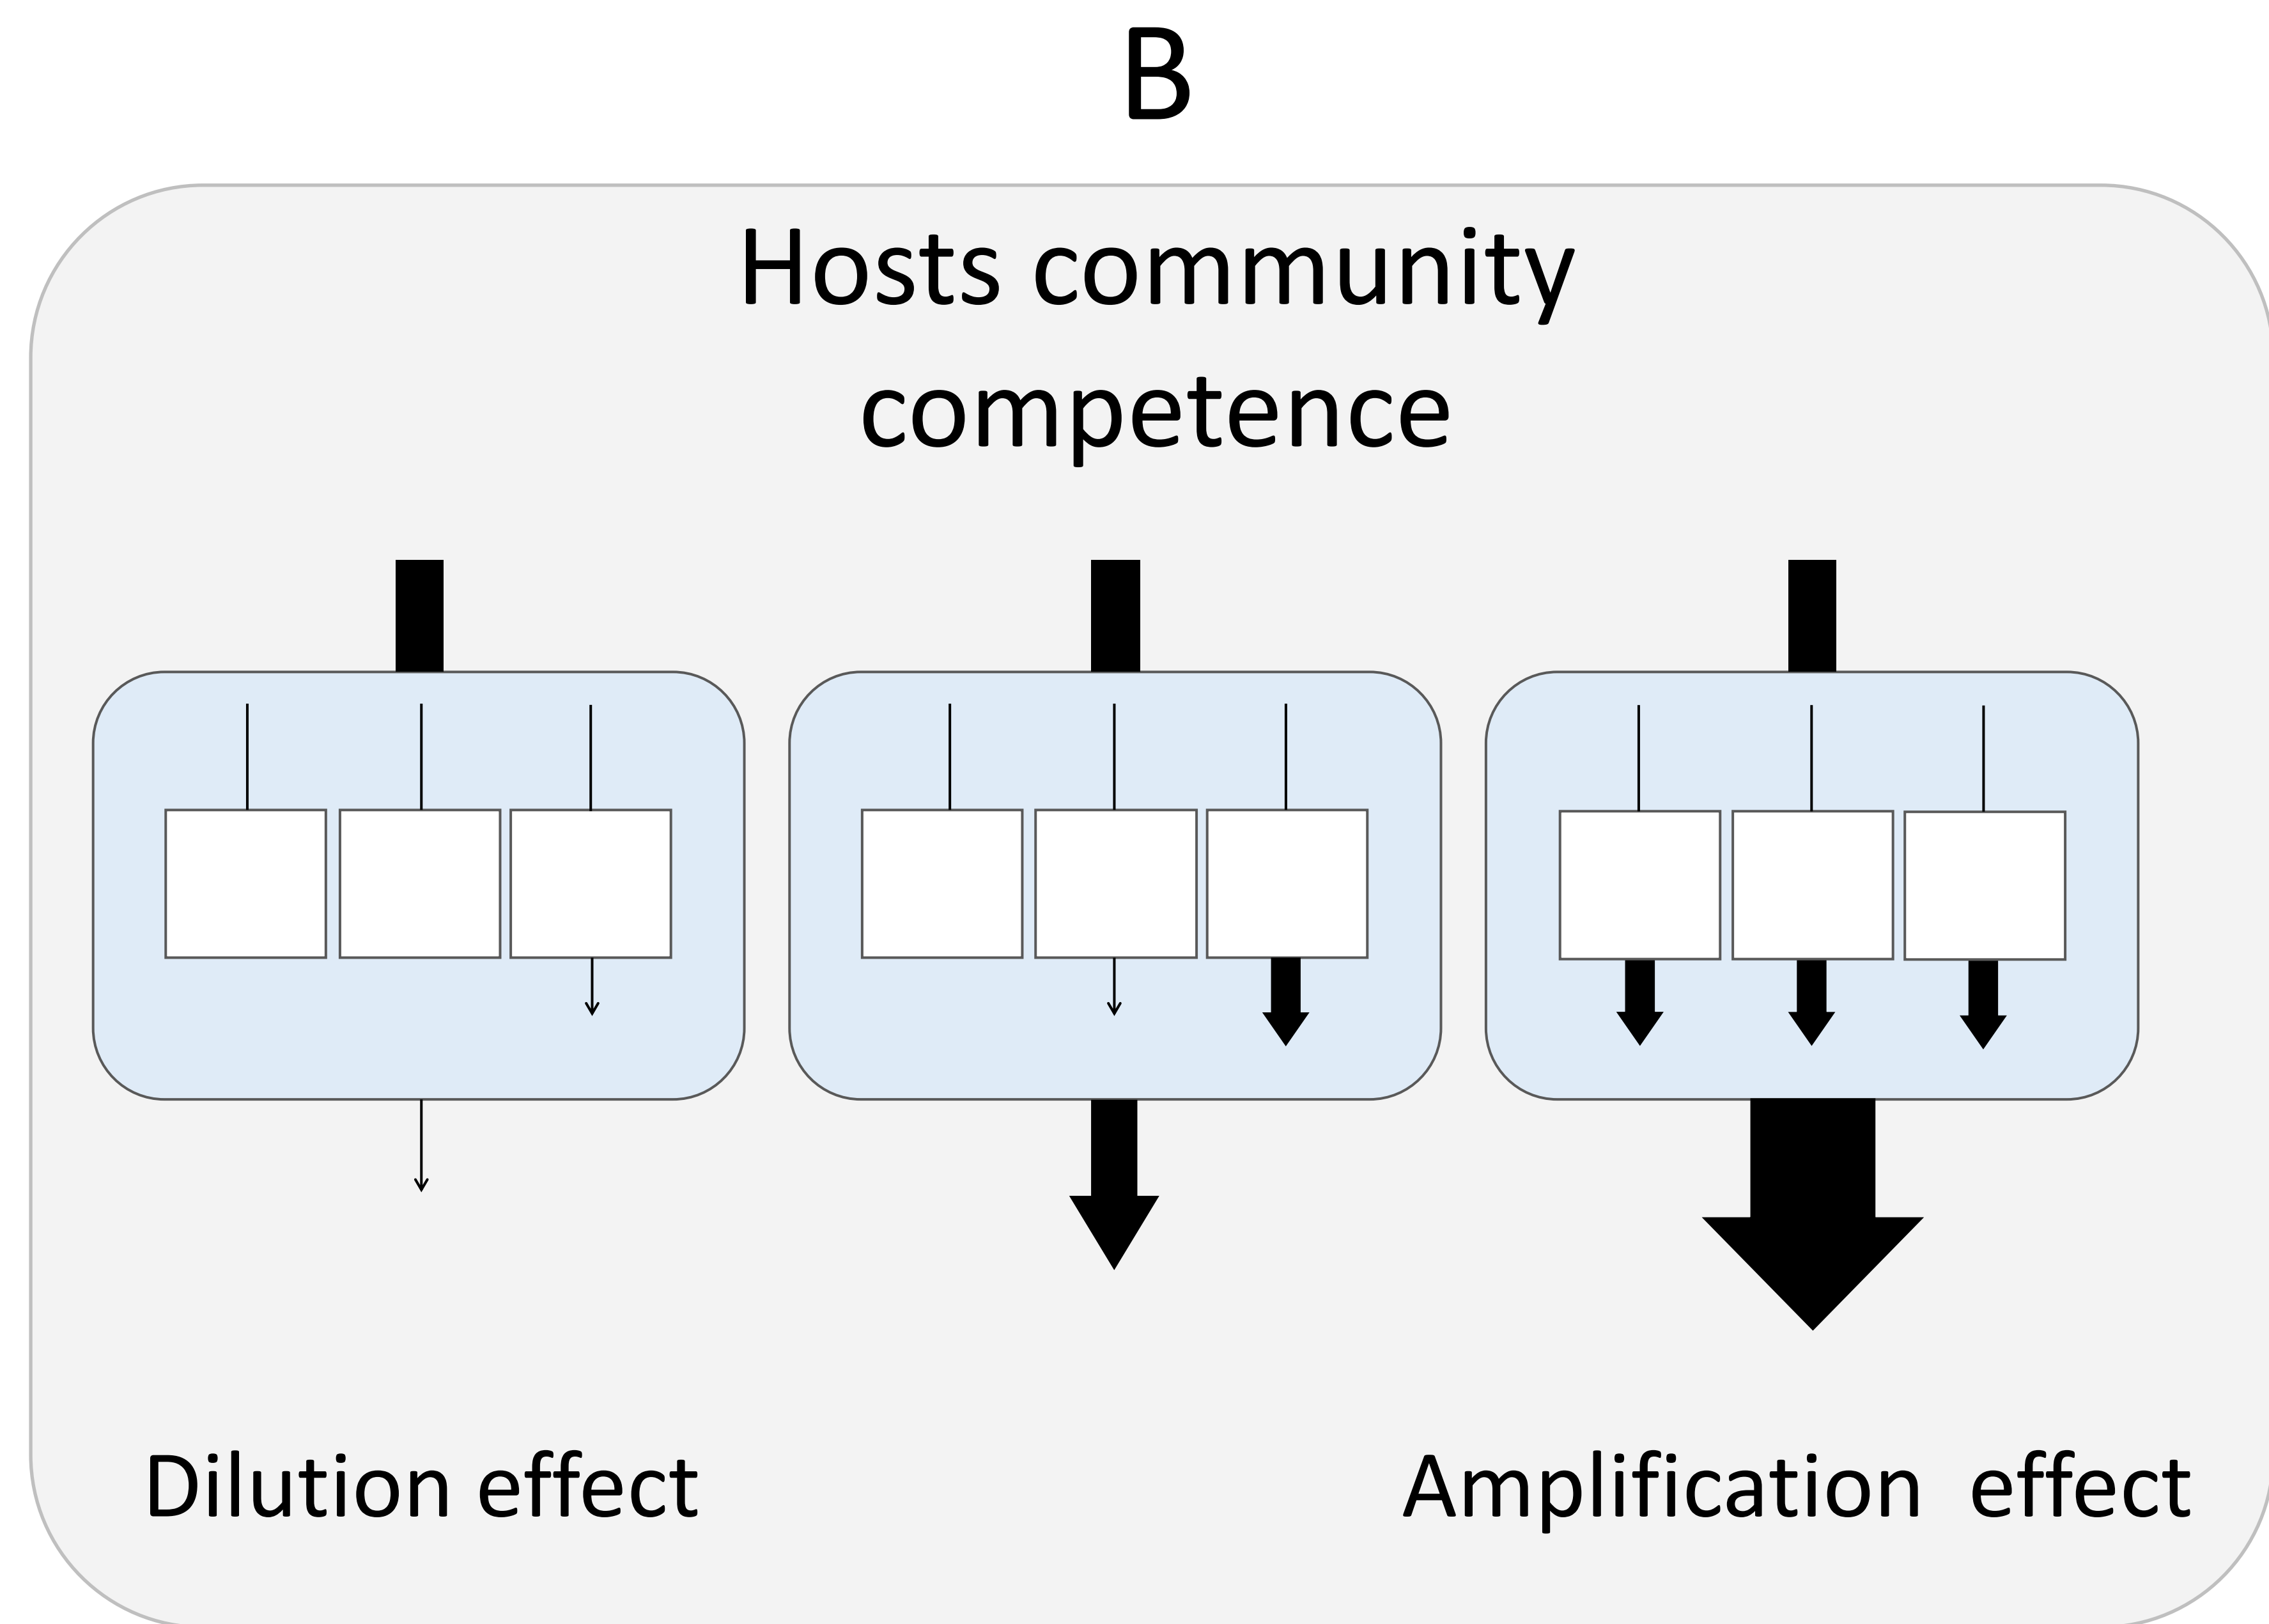 B
Hosts community
competence
Dilution effect
Amplification effect